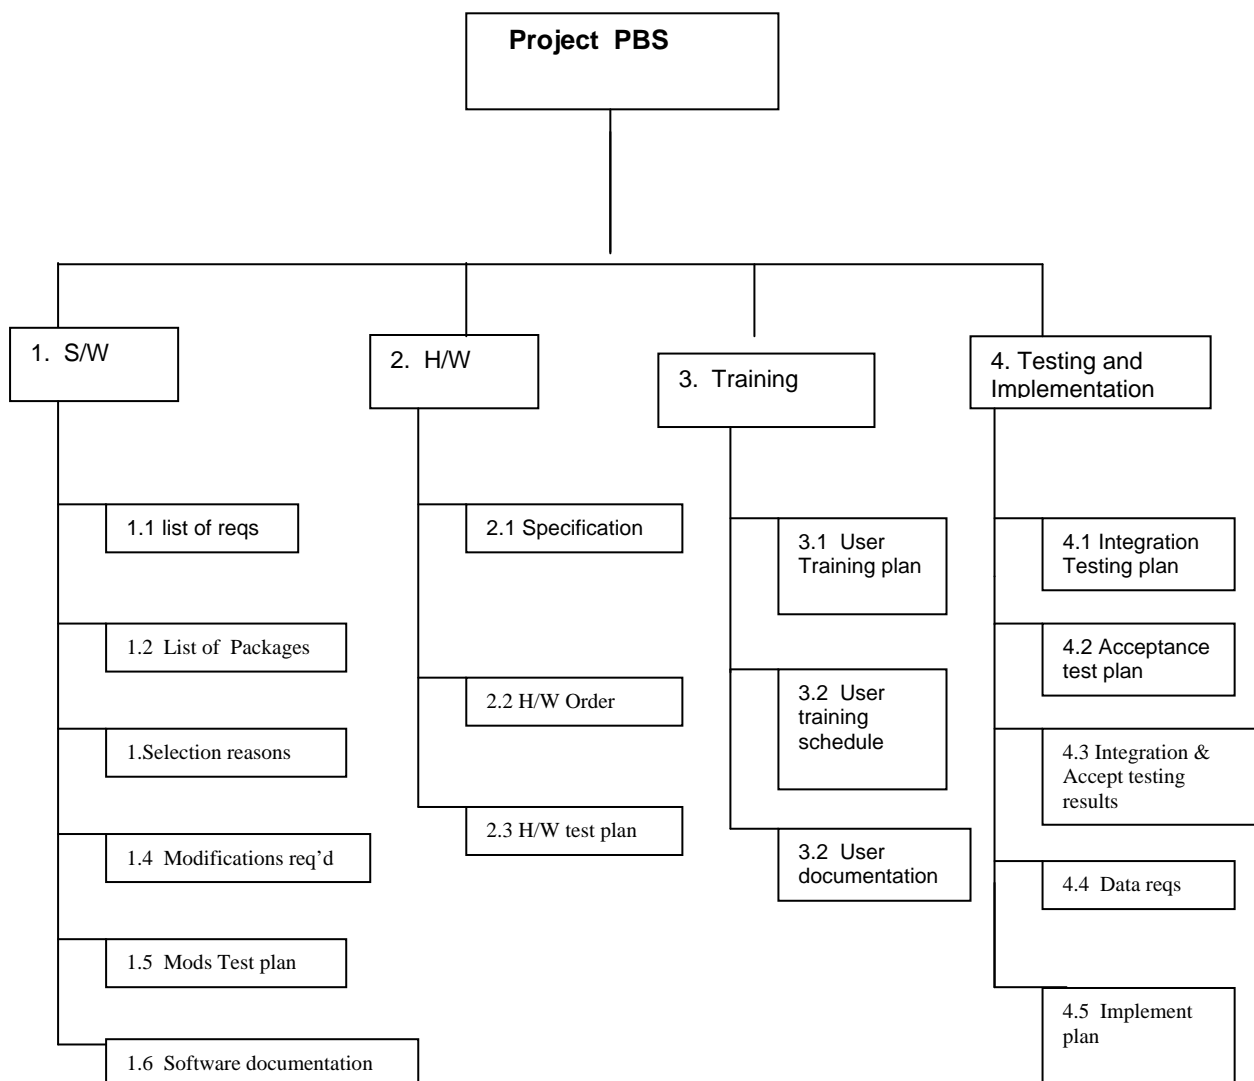 Project PBS
1. S/W
2. H/W
3. Training
4. Testing and
Implementation
1.1 list of reqs
1.2 List of Packages
1.Selection reasons
1.4 Modifications req’d
1.5 Mods Test plan
1.6 Software documentation
2.1 Specification
2.2 H/W Order
2.3 H/W test plan
3.1 User
Training plan
3.2 User
training
schedule
3.2 User
documentation
4.1 Integration
Testing plan
4.2 Acceptance
test plan
4.3 Integration &
Accept testing
results
4.4 Data reqs
4.5 Implement
plan